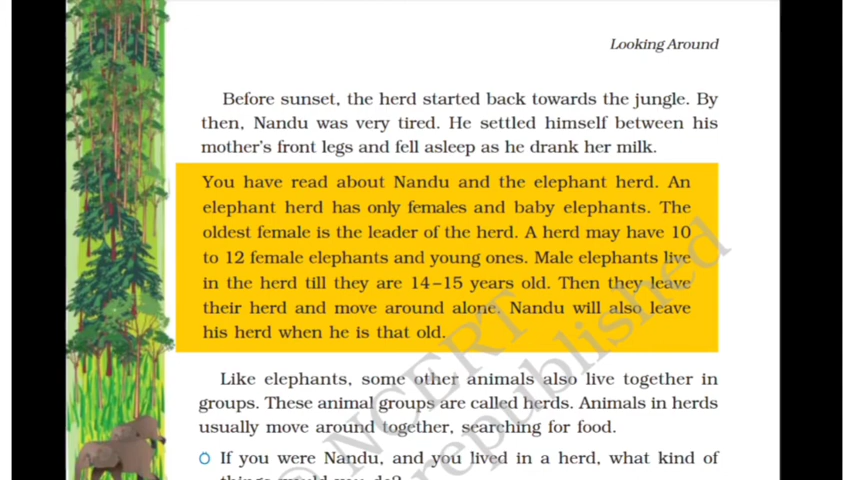 Looking Around
Before sunset, the herd started back towards the jungle. By
then, Nandu was very tired. He settled himself between his
mother's front legs and fell asleep as he drank her milk.
You have read about Nandu and the elephant herd. An
elephant herd has only females and baby elephants. The
oldest female is the leader of the herd. A herd may have 10
to 12 female elephants and young ones. Male elephants live
in the herd till they are 14–15 years old. Then they leave
their herd and move around alone. Nandu will also leave
his herd when he is that old.
Like elephants, some other animals also live together in
groups. These animal groups are called herds. Animals in herds
usually move around together, searching for food.
If you were Nandu, and you lived in a herd, what kind of
things would you do?
© NCERT
republished